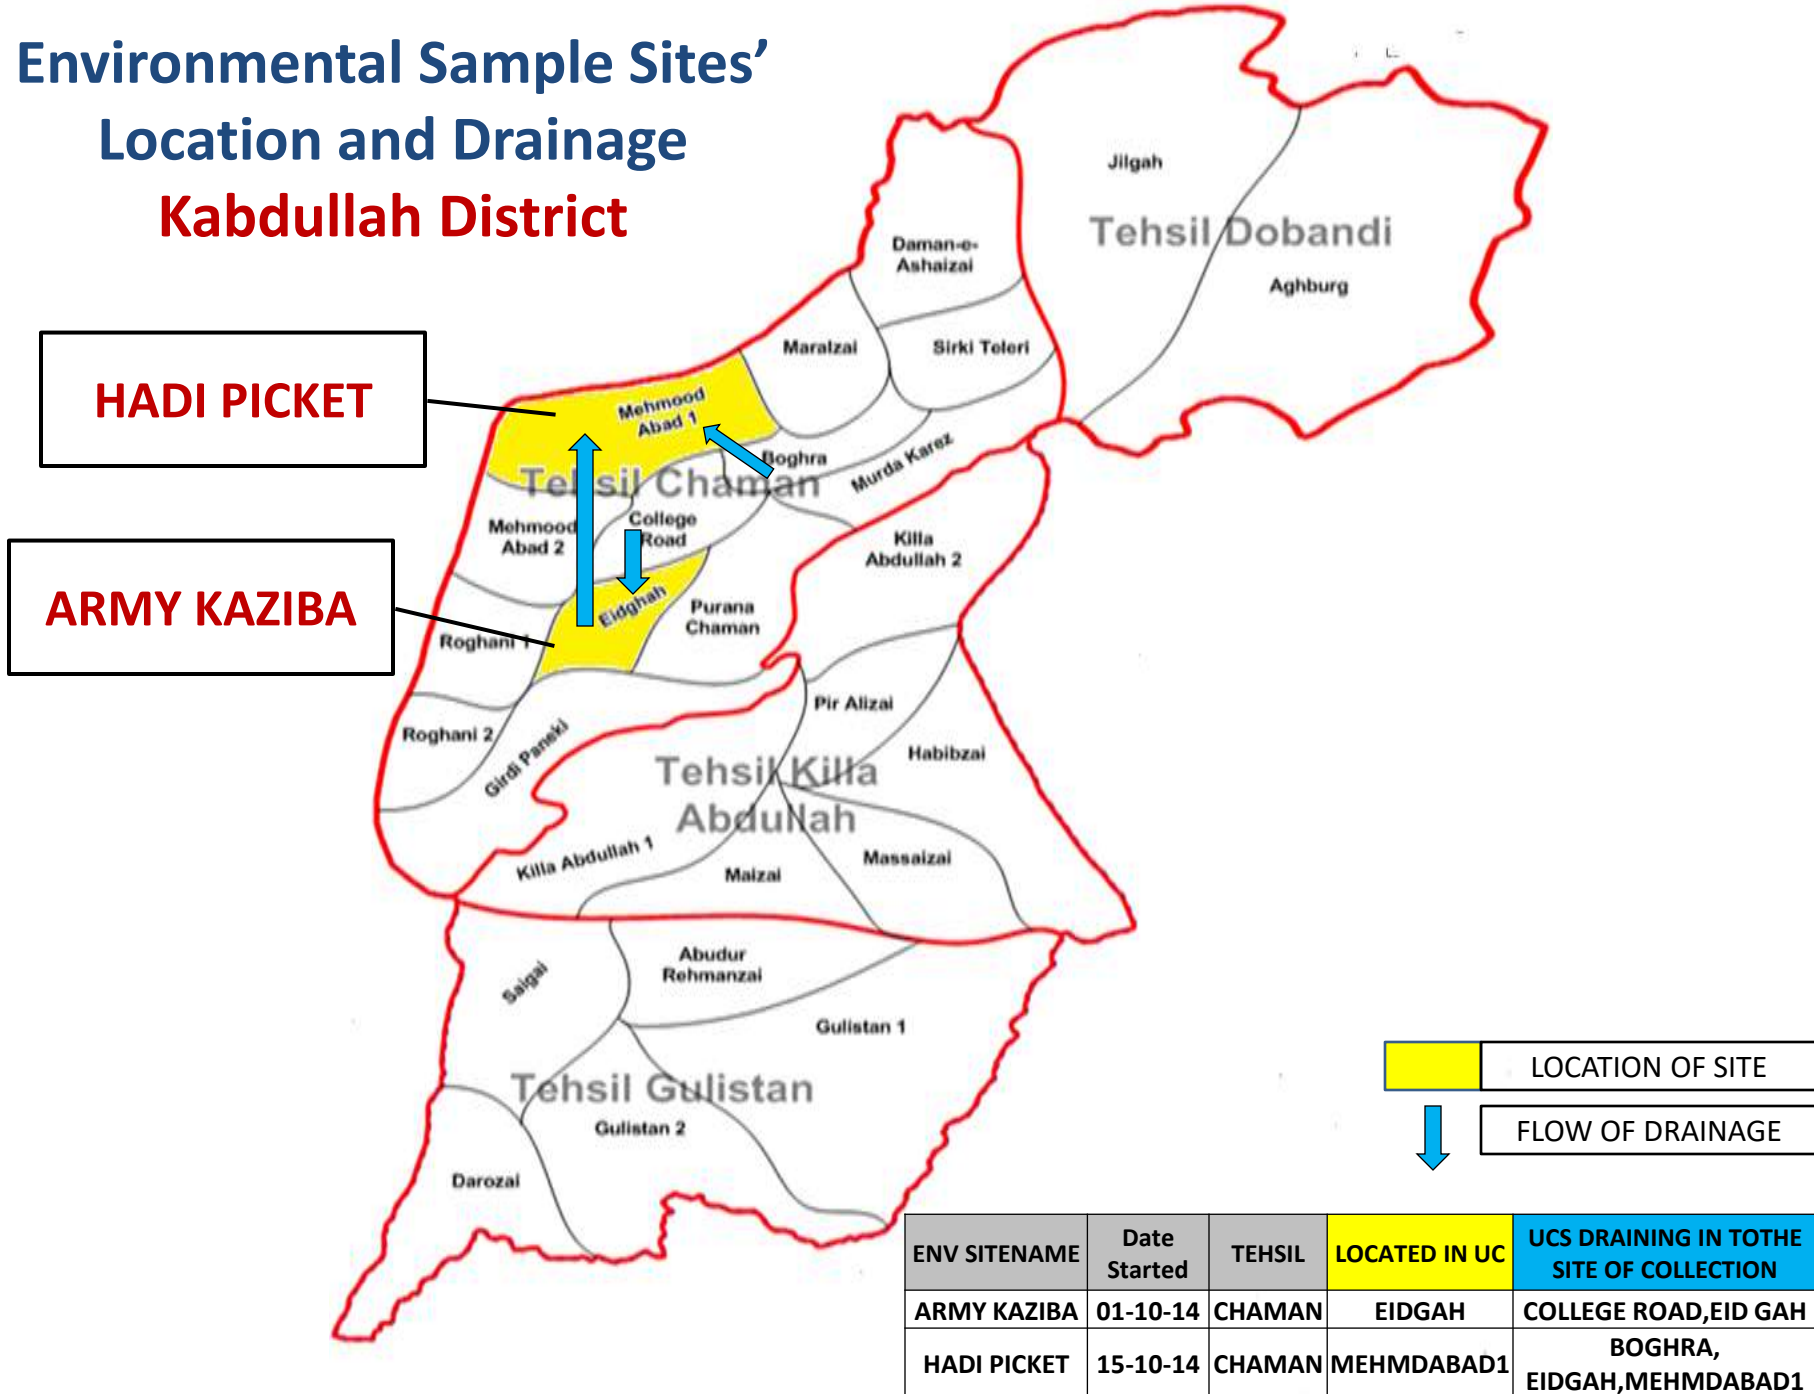 Environmental Sample Sites’
Location and Drainage
Kabdullah District
HADI PICKET
ARMY KAZIBA
Jilgah
Tehsil Dobandi
Aghburg
Daman-e-
Ashaizai
Maralzai
Sirki Teleri
Mehmood
Abad 1
Boghra
Murda Karez
Tehsil Chaman
Mehmood
Abad 2
College
Road
Killa
Abdullah 2
Eidghah
Purana
Chaman
Roghani 1
Pir Alizai
Roghani 2
Girdi Paneki
Habibzai
Tehsil Killa
Abdullah
Killa Abdullah 1
Maizai
Massaizai
Saigai
Abudur
Rehmanzai
Gulistan 1
Tehsil Gulistan
Gulistan 2
Darozai
LOCATION OF SITE
FLOW OF DRAINAGE
ENV SITENAME Date Started TEHSIL LOCATED IN UC UCS DRAINING IN TOTHE SITE OF COLLECTION
ARMY KAZIBA 01-10-14 CHAMAN EIDGAH COLLEGE ROAD,EID GAH
HADI PICKET 15-10-14 CHAMAN MEHMDABAD1 BOGHRA, EIDGAH,MEHMDABAD1